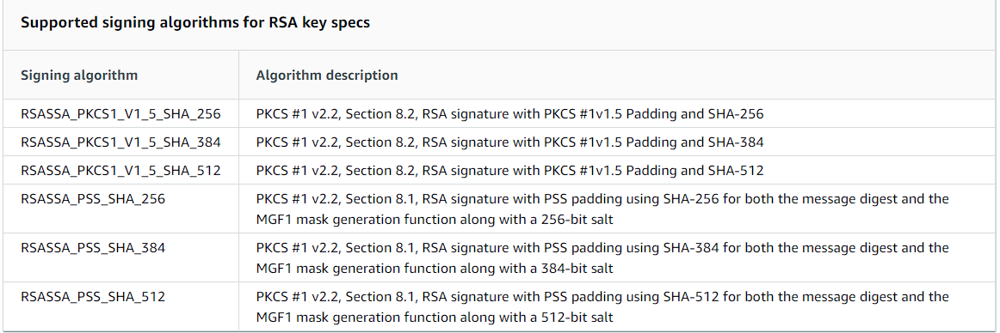 Supported signing algorithms for RSA key specs
Signing algorithm
Algorithm description
RSASSA_PKCS1_V1_5_SHA_256
PKCS #1 v2.2, Section 8.2, RSA signature with PKCS #1v1.5 Padding and SHA-256
RSASSA_PKCS1_V1_5_SHA_384
PKCS #1 v2.2, Section 8.2, RSA signature with PKCS #1v1.5 Padding and SHA-384
RSASSA_PKCS1_V1_5_SHA_512
PKCS #1 v2.2, Section 8.2, RSA signature with PKCS #1v1.5 Padding and SHA-512
RSASSA_PSS_SHA_256
PKCS #1 v2.2, Section 8.1, RSA signature with PSS padding using SHA-256 for both the message digest and the
MGF1 mask generation function along with a 256-bit salt
RSASSA_PSS_SHA_384
PKCS #1 v2.2, Section 8.1, RSA signature with PSS padding using SHA-384 for both the message digest and the
MGF1 mask generation function along with a 384-bit salt
RSASSA_PSS_SHA_512
PKCS #1 v2.2, Section 8.1, RSA signature with PSS padding using SHA-512 for both the message digest and the
MGF1 mask generation function along with a 512-bit salt